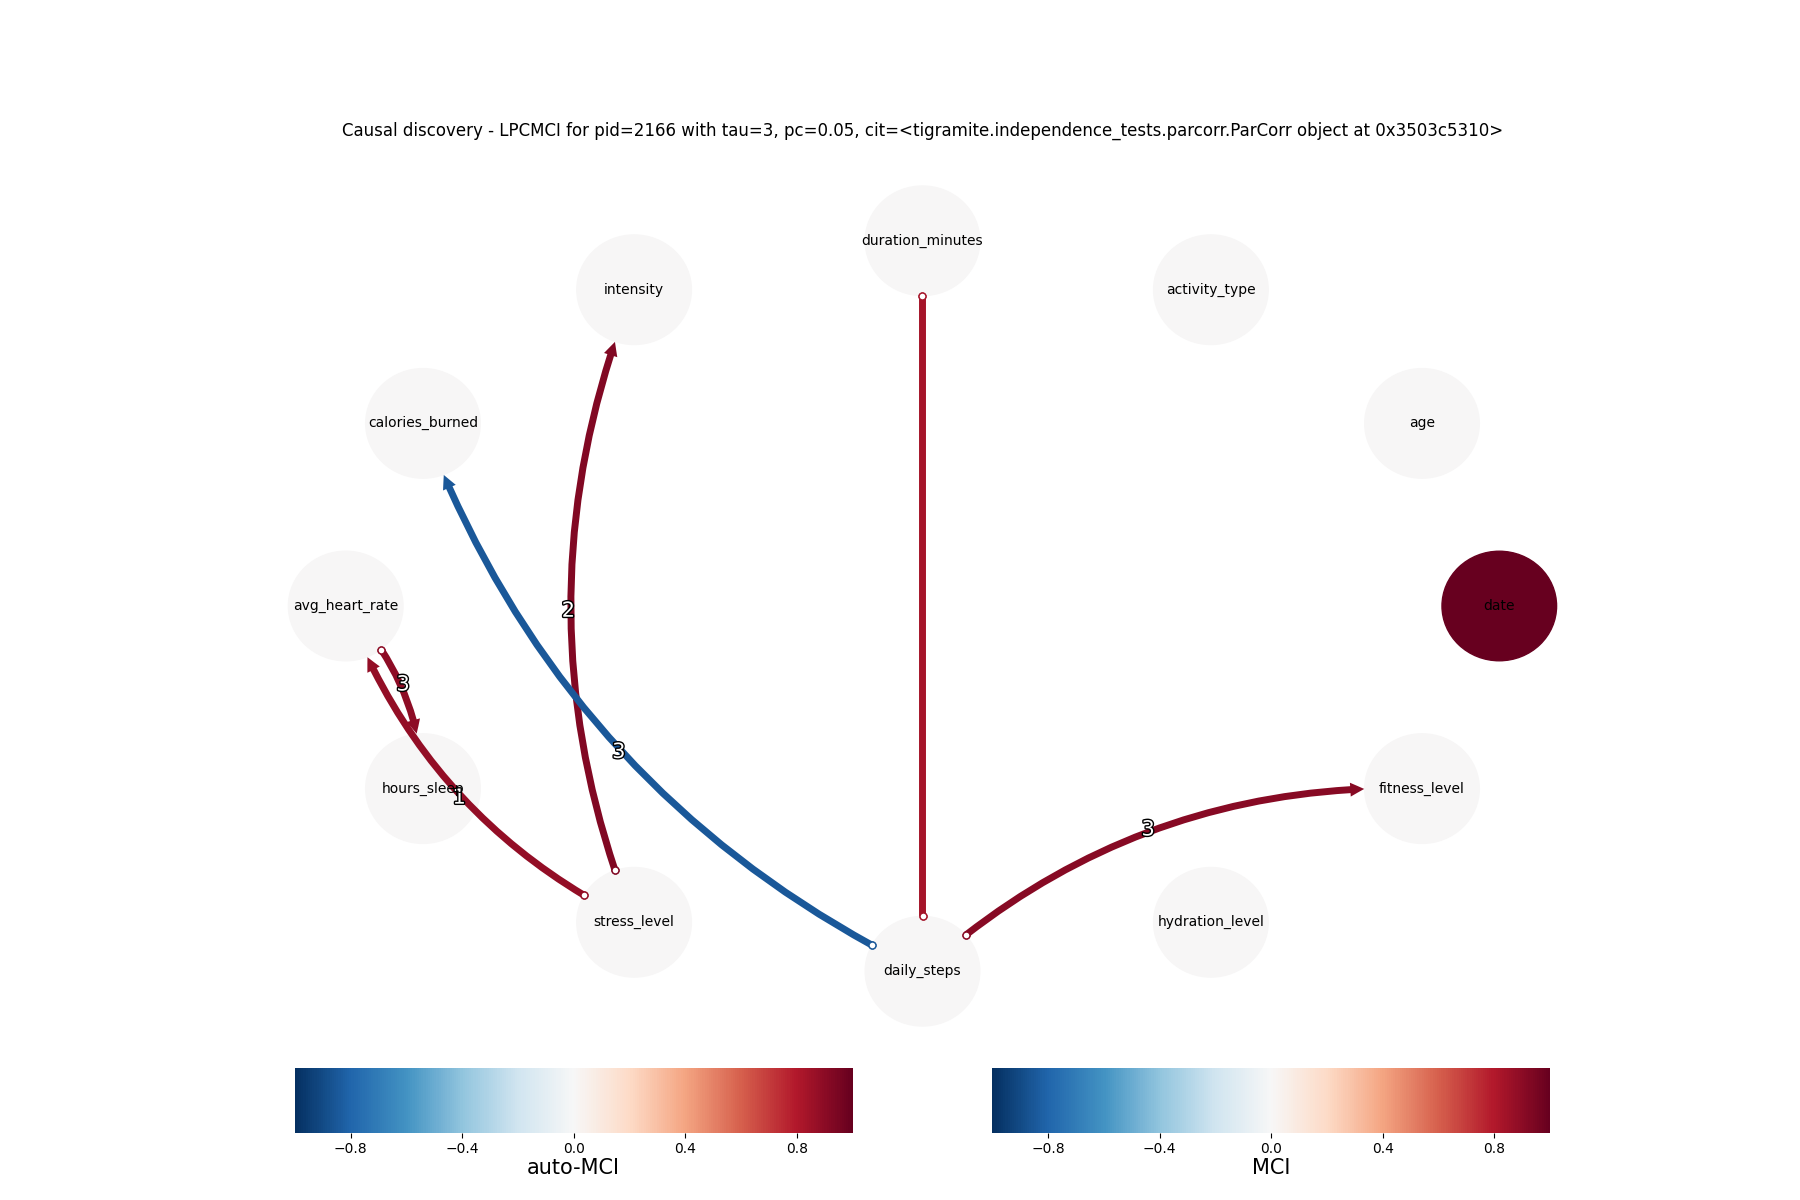 Causal discovery - LPCMCI for pid=2166 with tau=3, pc=0.05, cit=<tigramite.independence_tests.parcorr.ParCorr object at 0x3503c5310>
duration_minutes
intensity
activity_type
calories_burned
age
avg_heart_rate
date
2
3
3
hours_sleep
1
fitness_level
3
stress_level
hydration_level
daily_steps
−0.8 −0.4 0.0 0.4 0.8
auto-MCI
−0.8 −0.4 0.0 0.4 0.8
MCI